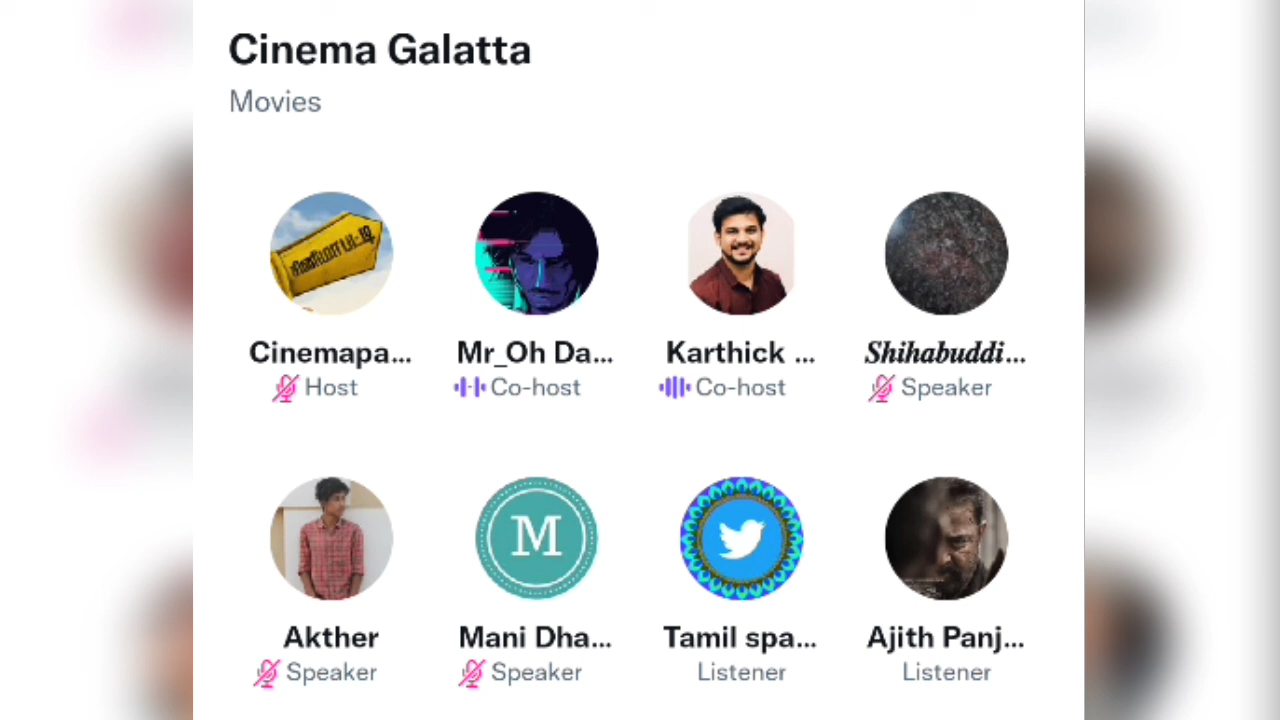 Cinema Galatta
Movies
Cinemapa...
Mr_Oh Da...
Karthick ...
Shihabuddi...
Host
Co-host
Co-host
Speaker
M
Akther
Mani Dha...
Tamil spa...
Ajith Panj...
Speaker
Speaker
Listener
Listener